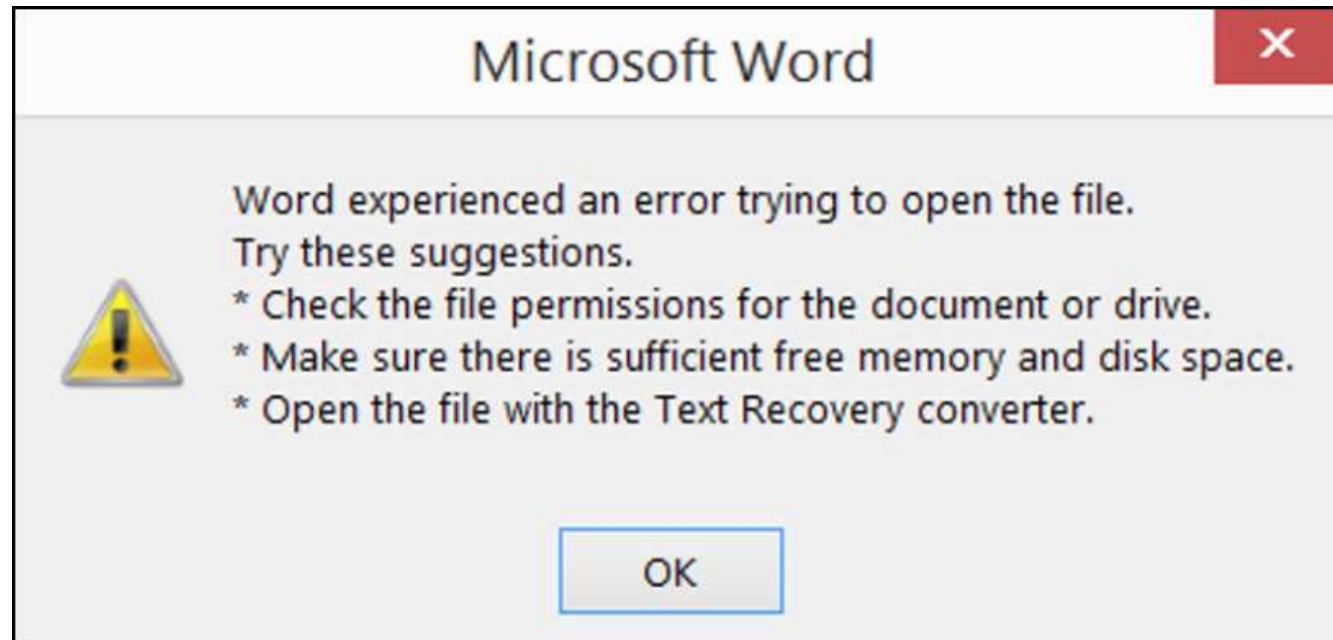 Microsoft Word
Word experienced an error trying to open the file.
Try these suggestions.
* Check the file permissions for the document or drive.
* Make sure there is sufficient free memory and disk space.
* Open the file with the Text Recovery converter.
OK